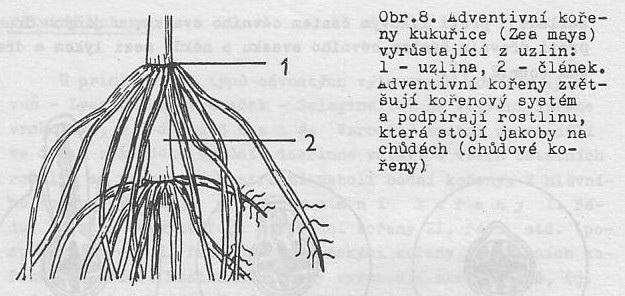 Obr.8. Adventivní koře-
ny kukuřice (Zea mays)
vyrůstající z uzlin:
1 - uzlina, 2 - článek.
Adventivní kořeny zvět-
šují kořenový systém
a podpírají rostlinu,
která stojí jakoby na
chůdách (chůdové ko-
řeny)
1
2